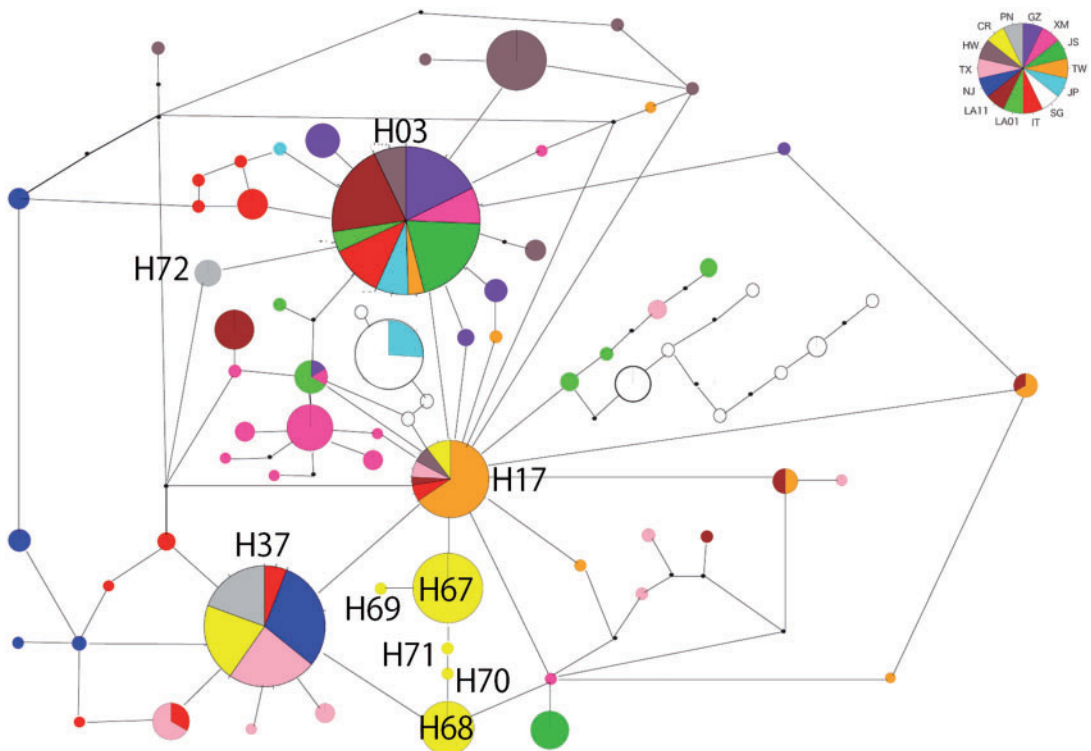 PN GZ
CR XM
HW JS
TX TW
NJ JP
LA11 SG
LA01 IT
H03
H72
H17
H37
H67
H69
H71
H70
H68